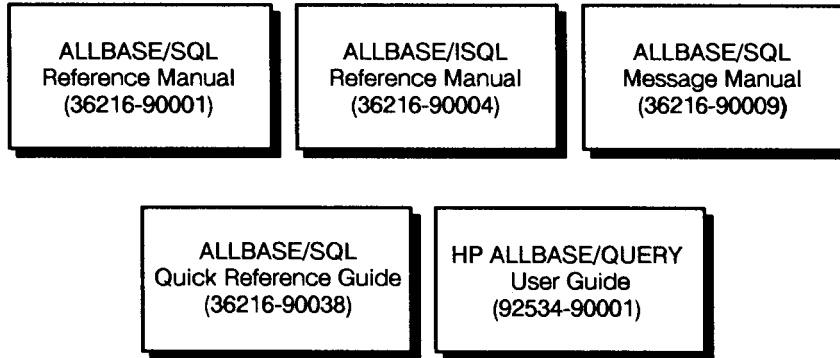 ALLBASE/SQL
Reference Manual
(36216-90001)
ALLBASE/ISQL
Reference Manual
(36216-90004)
ALLBASE/SQL
Message Manual
(36216-90009)
ALLBASE/SQL
Quick Reference Guide
(36216-90038)
HP ALLBASE/QUERY
User Guide
(92534-90001)